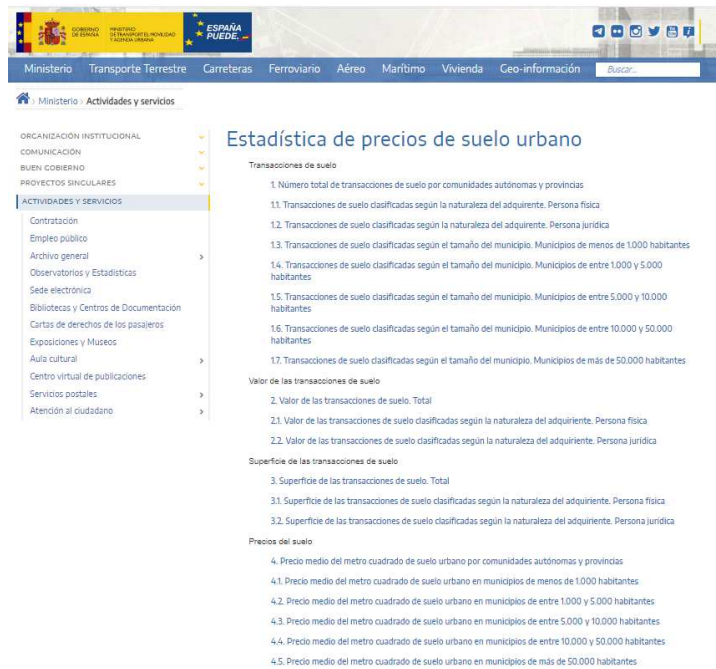 GOBIERNO
DE ESPAÑA
MINISTERIO
DE TRANSPORTES, MOVILIDAD
Y AGENDA URBANA
ESPAÑA
PUEDE.
Ministerio Transporte Terrestre Carreteras Ferroviario Aéreo Marítimo Vivienda Geo-información Buscar...
Ministerio Actividades y servicios
ORGANIZACIÓN INSTITUCIONAL
COMUNICACIÓN
BUEN GOBIERNO
PROYECTOS SINGULARES
ACTIVIDADES Y SERVICIOS
Contratación
Empleo público
Archivo general
Observatorios y Estadísticas
Sede electrónica
Bibliotecas y Centros de Documentación
Cartas de derechos de los pasajeros
Exposiciones y Museos
Aula cultural
Centro virtual de publicaciones
Servicios postales
Atención al ciudadano
Estadística de precios de suelo urbano
Transacciones de suelo
1. Número total de transacciones de suelo por comunidades autónomas y provincias
1.1. Transacciones de suelo clasificadas según la naturaleza del adquirente. Persona física
1.2. Transacciones de suelo clasificadas según la naturaleza del adquirente. Persona jurídica
1.3. Transacciones de suelo clasificadas según el tamaño del municipio. Municipios de menos de 1.000 habitantes
1.4. Transacciones de suelo clasificadas según el tamaño del municipio. Municipios de entre 1.000 y 5.000
habitantes
1.5. Transacciones de suelo clasificadas según el tamaño del municipio. Municipios de entre 5.000 y 10.000
habitantes
1.6. Transacciones de suelo clasificadas según el tamaño del municipio. Municipios de entre 10.000 y 50.000
habitantes
1.7. Transacciones de suelo clasificadas según el tamaño del municipio. Municipios de más de 50.000 habitantes
Valor de las transacciones de suelo
2. Valor de las transacciones de suelo. Total
2.1. Valor de las transacciones de suelo clasificadas según la naturaleza del adquiriente. Persona física
2.2. Valor de las transacciones de suelo clasificadas según la naturaleza del adquiriente. Persona jurídica
Superficie de las transacciones de suelo
3. Superficie de las transacciones de suelo. Total
3.1. Superficie de las transacciones de suelo clasificadas según la naturaleza del adquiriente. Persona física
3.2. Superficie de las transacciones de suelo clasificadas según la naturaleza del adquiriente. Persona jurídica
Precios del suelo
4. Precio medio del metro cuadrado de suelo urbano por comunidades autónomas y provincias
4.1. Precio medio del metro cuadrado de suelo urbano en municipios de menos de 1.000 habitantes
4.2. Precio medio del metro cuadrado de suelo urbano en municipios de entre 1.000 y 5.000 habitantes
4.3. Precio medio del metro cuadrado de suelo urbano en municipios de entre 5.000 y 10.000 habitantes
4.4. Precio medio del metro cuadrado de suelo urbano en municipios de entre 10.000 y 50.000 habitantes
4.5. Precio medio del metro cuadrado de suelo urbano en municipios de más de 50.000 habitantes